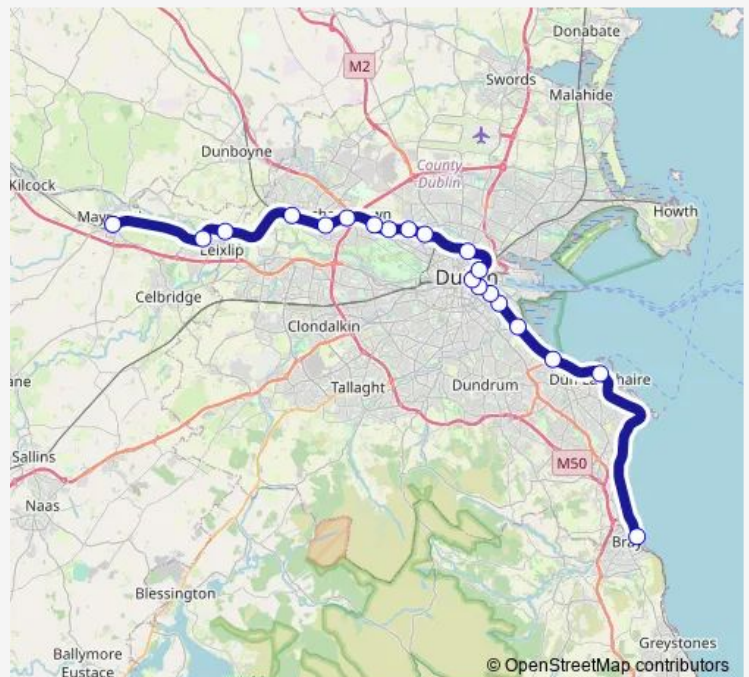 Donabate
M2
Swords
Malahide
Dunboyne
County
Dublin
Kilcock
Howth
Leixlip
Celbridge
Clondalkin
Tallaght
Dundrum
Sallins
M50
Naas
Blessington
Greystones
Ballymore
Eustace
© OpenStreetMap contributors